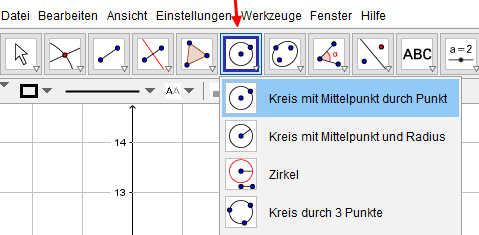 Datei Bearbeiten Ansicht Einstellungen Werkzeuge Fenster Hilfe
α ABC a = 2
AA
Kreis mit Mittelpunkt durch Punkt
14
Kreis mit Mittelpunkt und Radius
Zirkel
13
Kreis durch 3 Punkte